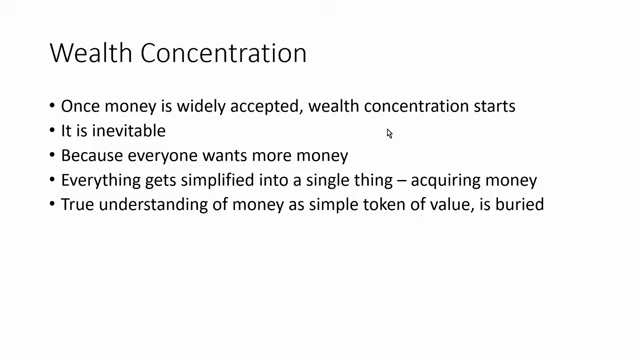 Wealth Concentration
• Once money is widely accepted, wealth concentration starts
• It is inevitable
• Because everyone wants more money
• Everything gets simplified into a single thing – acquiring money
• True understanding of money as simple token of value, is buried